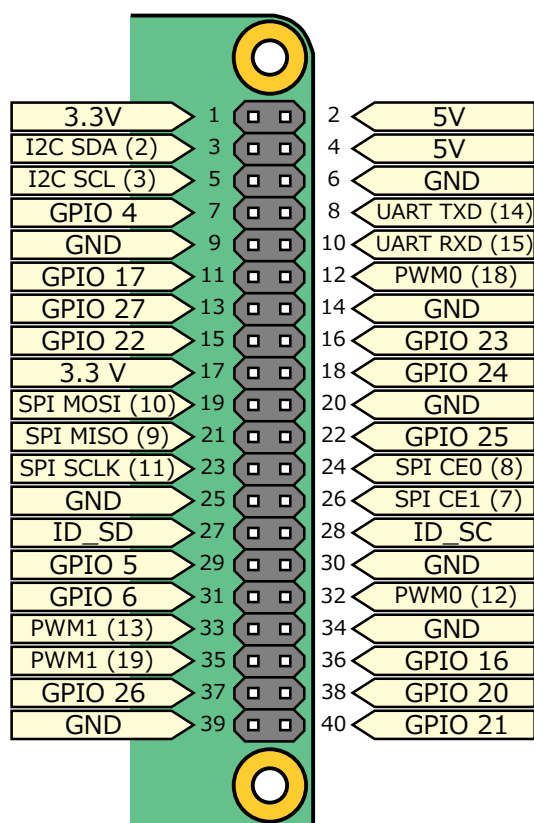 3.3V 1 2 5V
I2C SDA (2) 3 4 5V
I2C SCL (3) 5 6 GND
GPIO 4 7 8 UART TXD (14)
GND 9 10 UART RXD (15)
GPIO 17 11 12 PWM0 (18)
GPIO 27 13 14 GND
GPIO 22 15 16 GPIO 23
3.3 V 17 18 GPIO 24
SPI MOSI (10) 19 20 GND
SPI MISO (9) 21 22 GPIO 25
SPI SCLK (11) 23 24 SPI CE0 (8)
GND 25 26 SPI CE1 (7)
ID_SD 27 28 ID_SC
GPIO 5 29 30 GND
GPIO 6 31 32 PWM0 (12)
PWM1 (13) 33 34 GND
PWM1 (19) 35 36 GPIO 16
GPIO 26 37 38 GPIO 20
GND 39 40 GPIO 21